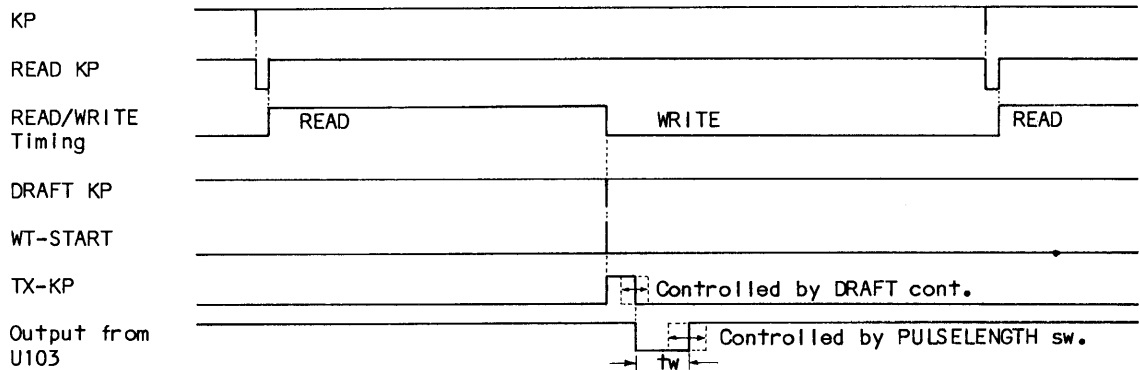 KP
READ KP
READ/WRITE
Timing
READ
WRITE
READ
DRAFT KP
WT-START
TX-KP
Controlled by DRAFT cont.
Output from
U103
Controlled by PULSELENGTH sw.
tw